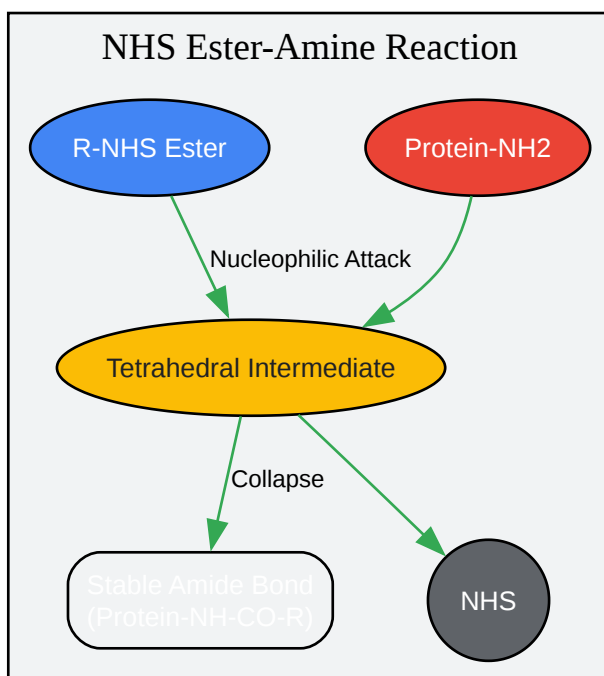 NHS Ester-Amine Reaction
R-NHS Ester
Protein-NH2
Nucleophilic Attack
Tetrahedral Intermediate
Collapse
Stable Amide Bond
(Protein-NH-CO-R)
NHS